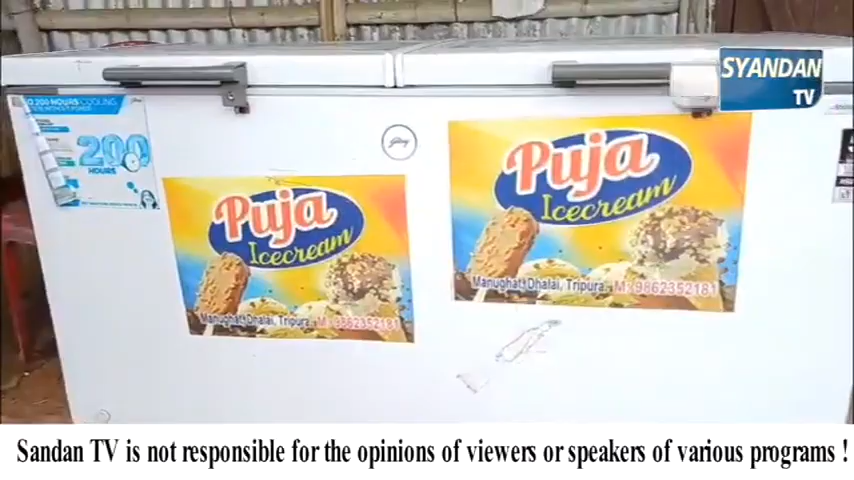 SYANDAN
TV
200 HOURS COOLING
200
HOURS
Godrej
Puja
Icecream
Manughat, Dhalai, Tripura. M-9862352181
Puja
Icecream
Manughat, Dhalai, Tripura. M-9862352181
Sandan TV is not responsible for the opinions of viewers or speakers of various programs !